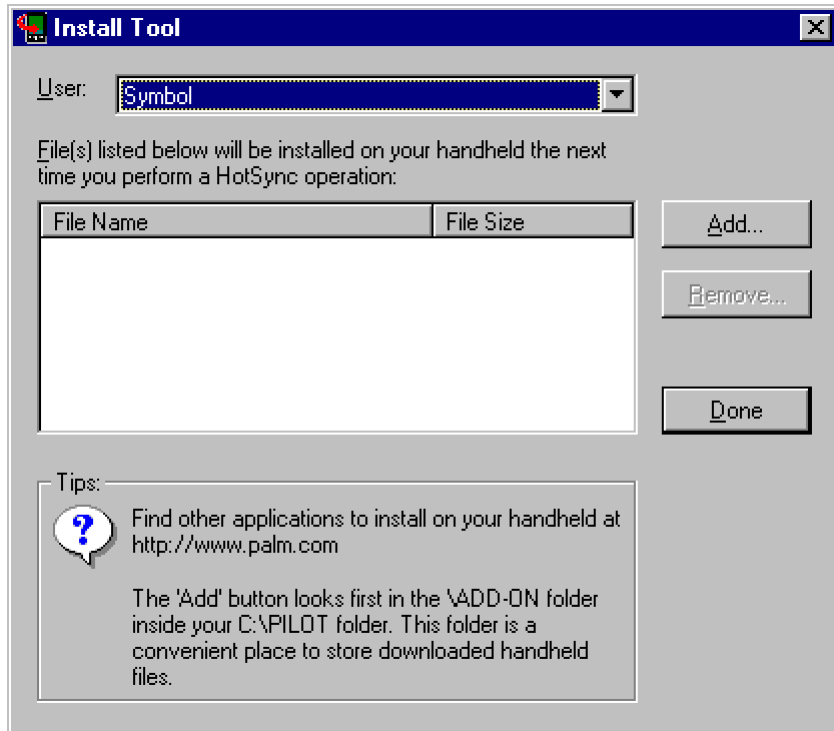 Install Tool
User:
Symbol
File(s) listed below will be installed on your handheld the next
time you perform a HotSync operation:
File Name File Size
Add...
Remove...
Done
Tips:
Find other applications to install on your handheld at
http://www.palm.com
The 'Add' button looks first in the \ADD-ON folder
inside your C:\PILOT folder. This folder is a
convenient place to store downloaded handheld
files.